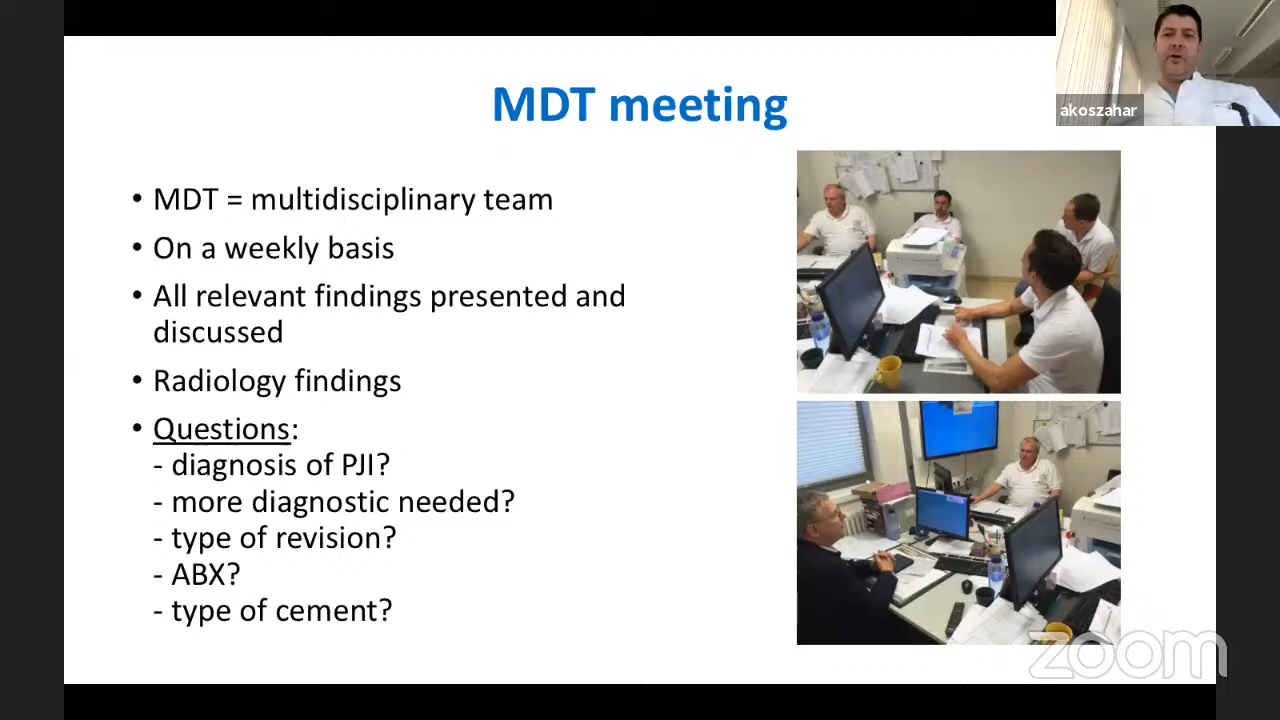 MDT meeting
akoszahar
• MDT = multidisciplinary team
• On a weekly basis
• All relevant findings presented and
discussed
• Radiology findings
• Questions:
- diagnosis of PJI?
- more diagnostic needed?
- type of revision?
- ABX?
- type of cement?
zoom